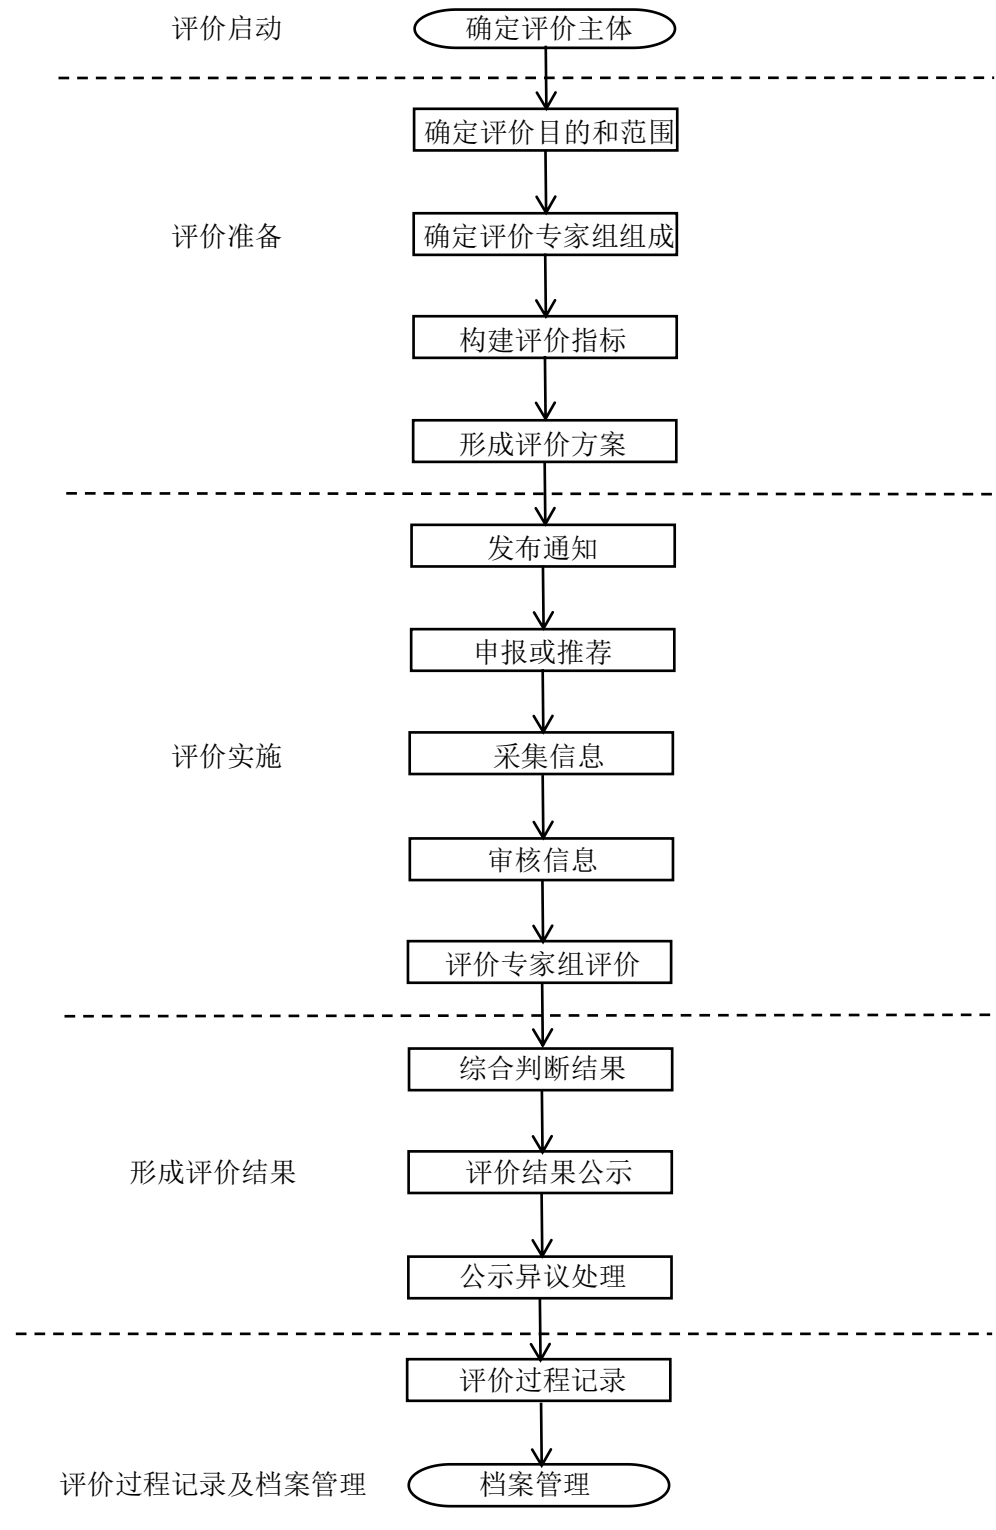 评价启动
确定评价主体
确定评价目的和范围
评价准备
确定评价专家组组成
构建评价指标
形成评价方案
发布通知
申报或推荐
评价实施
采集信息
审核信息
评价专家组评价
综合判断结果
形成评价结果
评价结果公示
公示异议处理
评价过程记录
评价过程记录及档案管理
档案管理